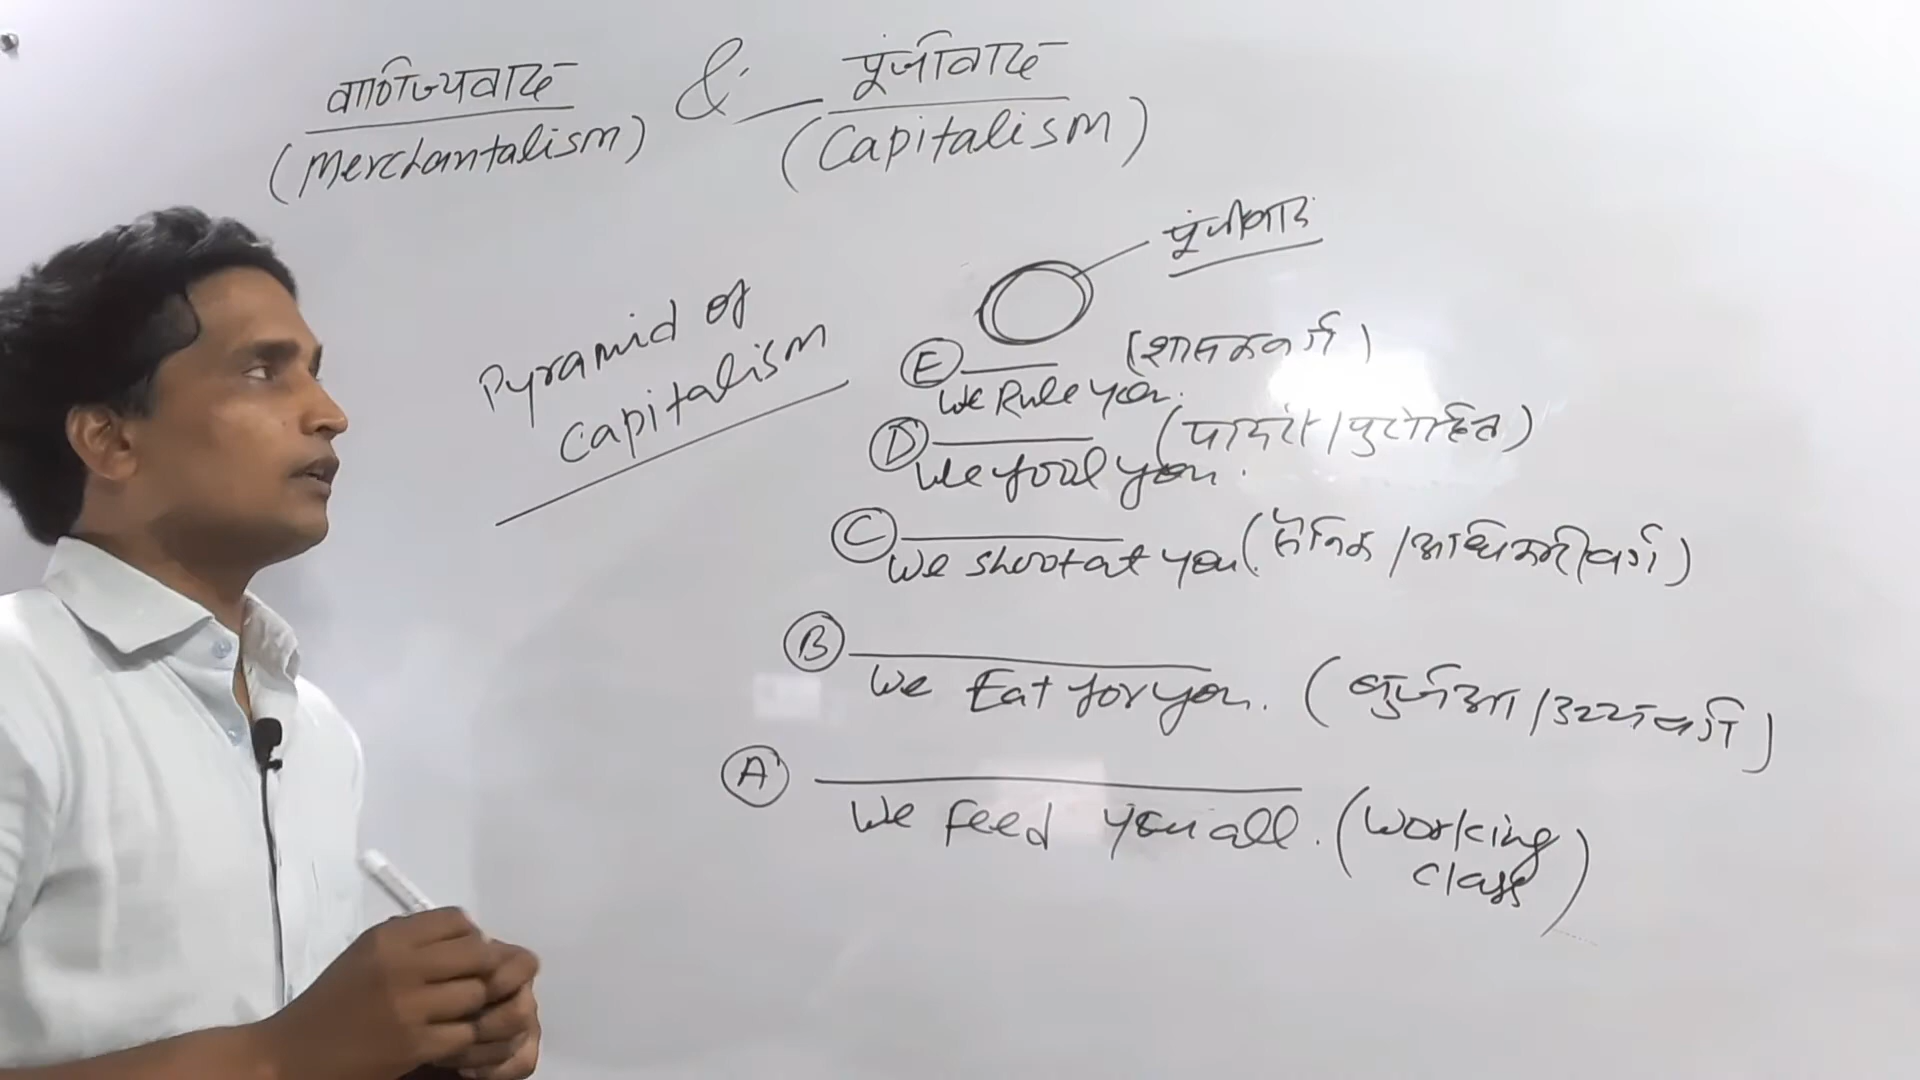 वाणिज्यवाद & पूंजीवाद
(Merchantalism) (Capitalism)
पूंजीवाद
Pyramid of
Capitalism
E (शासकवर्ग)
We Rule you.
D (पादरी/पुरोहित)
We fool you.
C
We shoot at you. (सैनिक/अधिकारीवर्ग)
B
We Eat for you. (बुर्जुआ/उच्चवर्ग)
A
We feed you all. (Working
class)